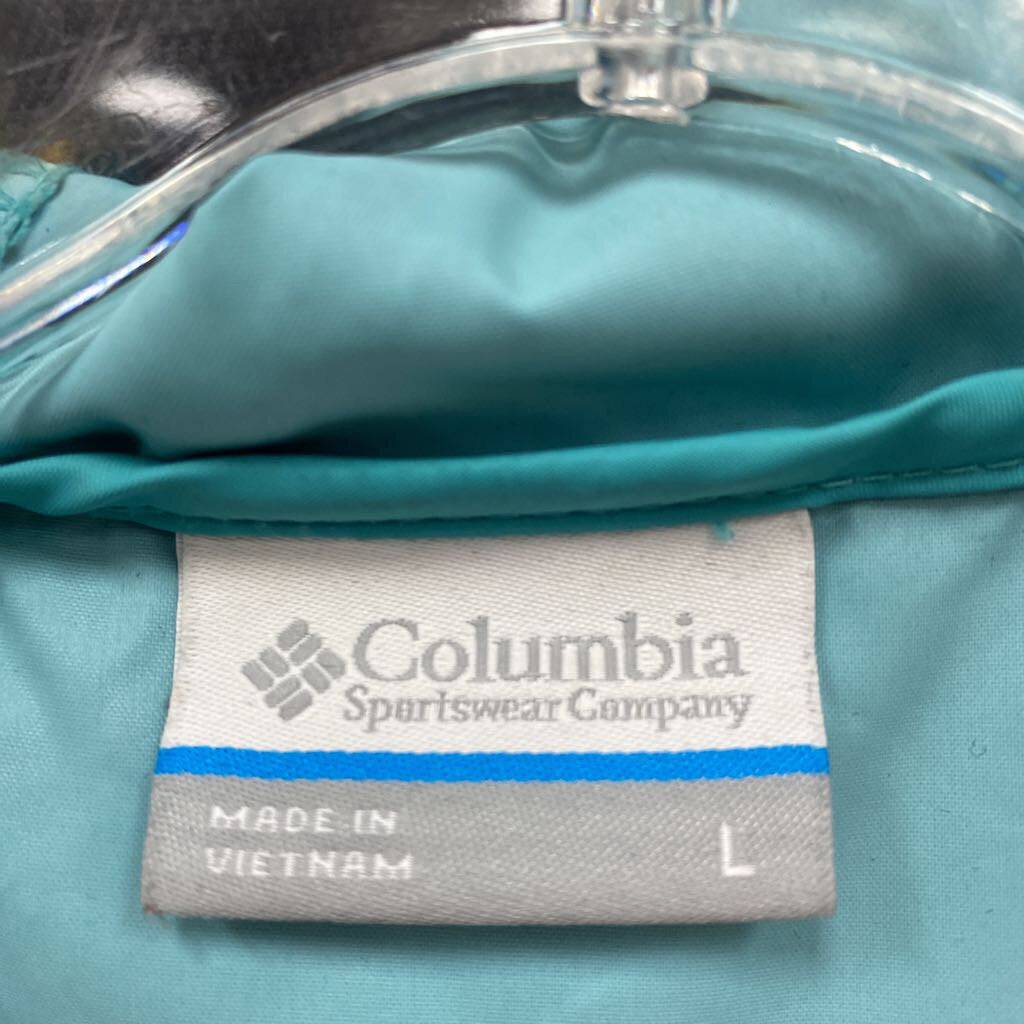 Columbia
Sportswear Company
MADE IN
VIETNAM
L